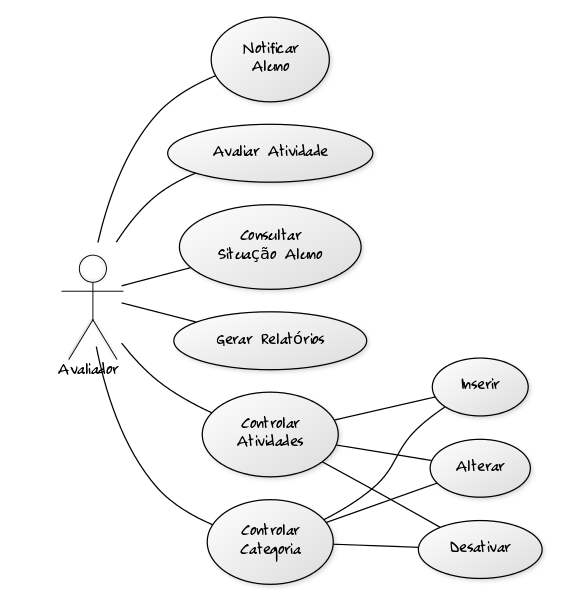 Notificar
Aluno
Avaliar Atividade
Consultar
Situação Aluno
Gerar Relatórios
Avaliador
Controlar
Atividades
Controlar
Categoria
Inserir
Alterar
Desativar